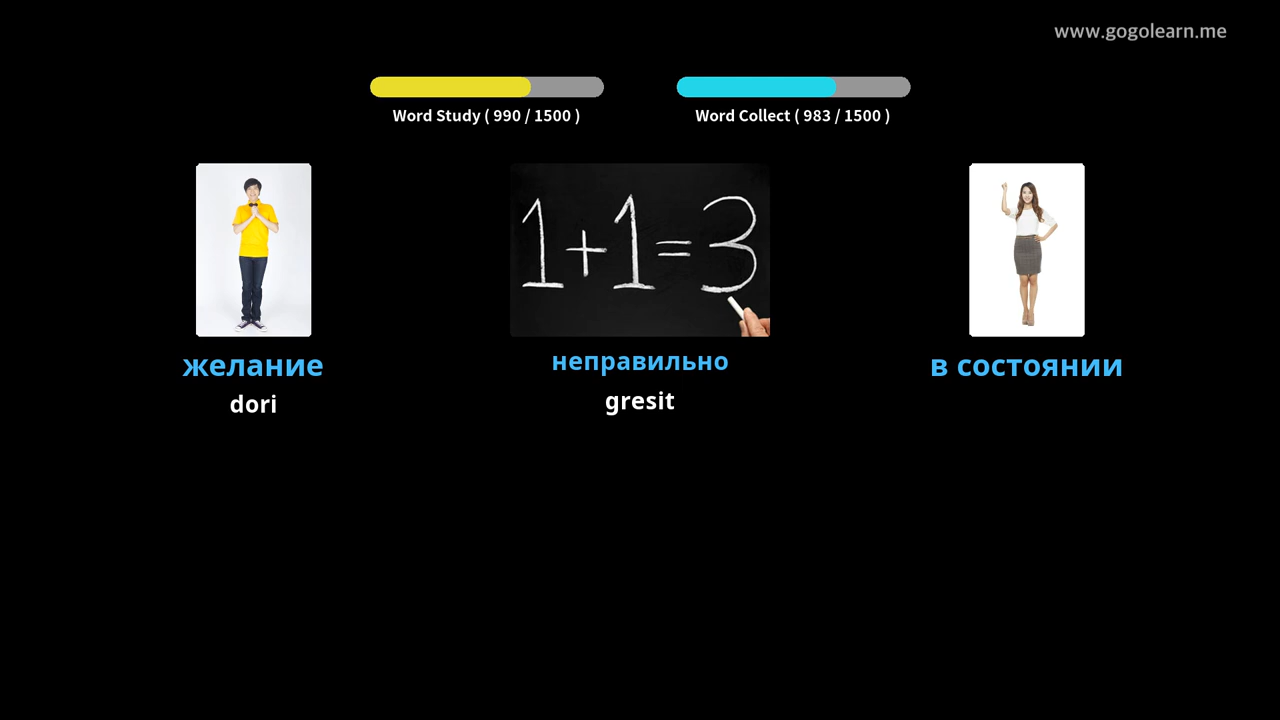 www.gogolearn.me
Word Study ( 990 / 1500 )
Word Collect ( 983 / 1500 )
1+1=3
желание
неправильно
в состоянии
dori
gresit